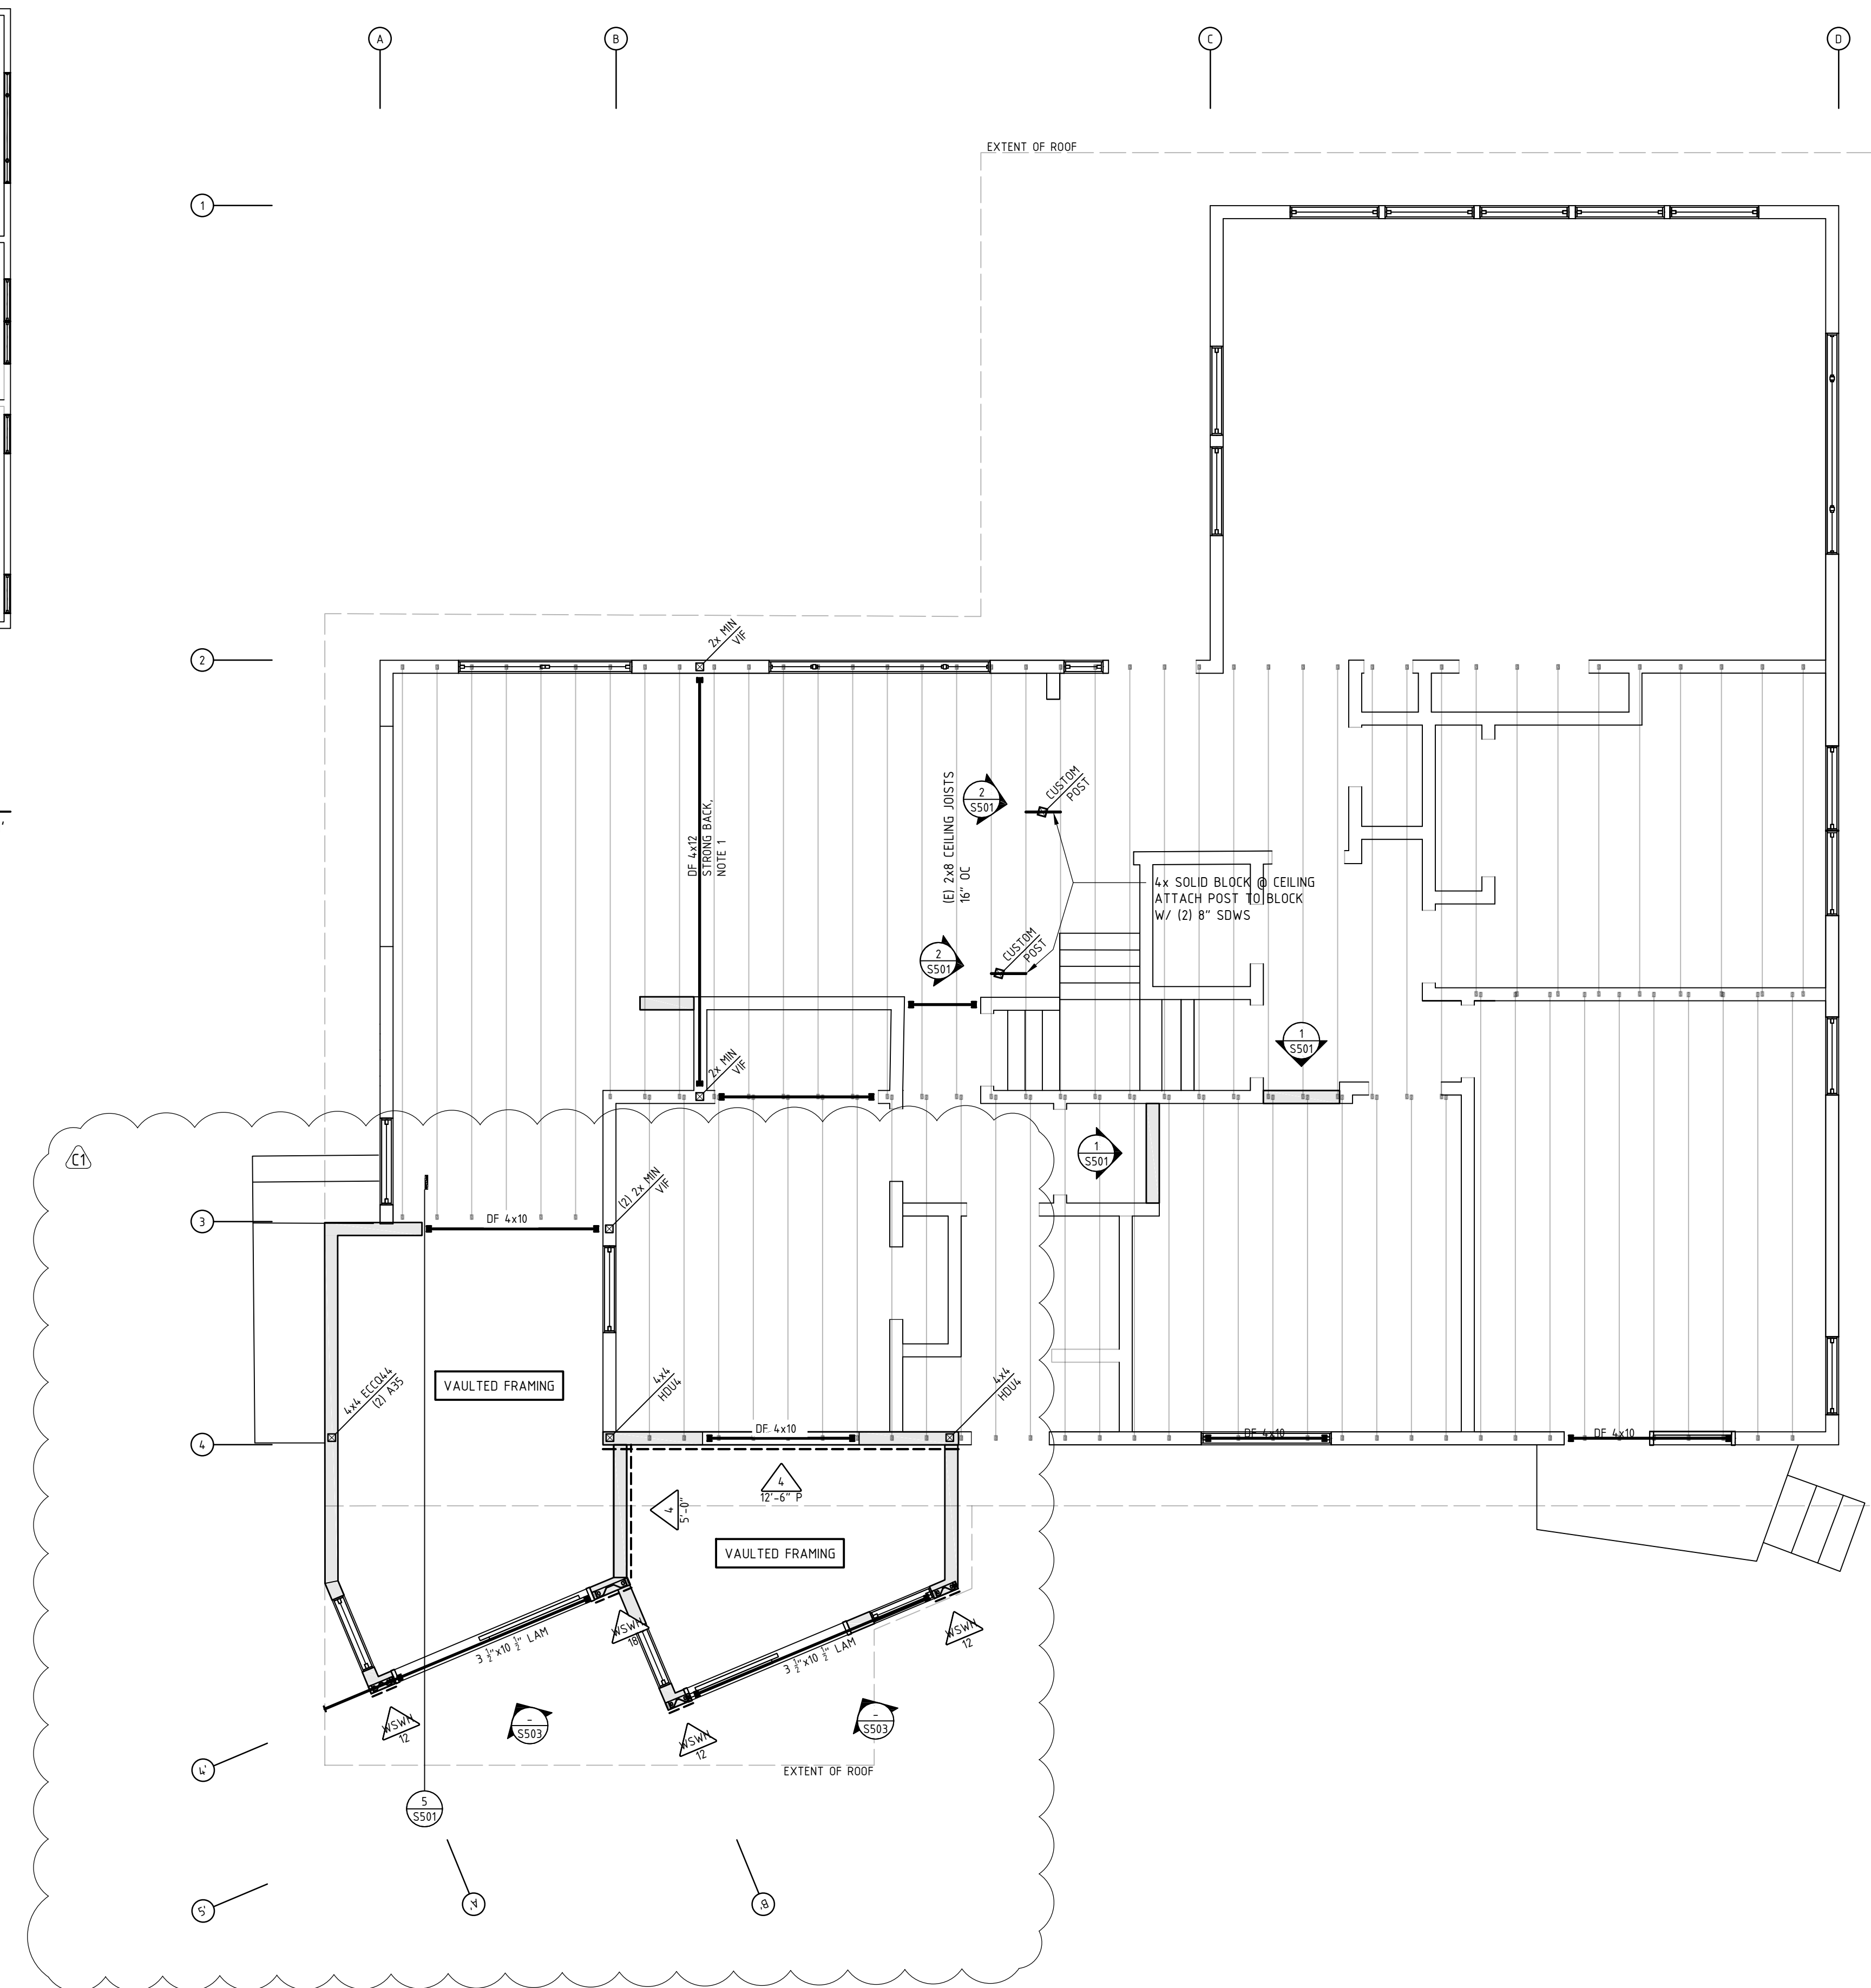 A
B
C
D
EXTENT OF ROOF
1
2
2x MIN
VIF
DF 4x12
STRONG BACK,
NOTE 1
(E) 2x8 CEILING JOISTS
16" OC
2
S501
CUSTOM
POST
4x SOLID BLOCK @ CEILING
ATTACH POST TO BLOCK
W/ (2) 8" SDWS
2
S501
CUSTOM
POST
1
S501
2x MIN
VIF
C1
1
S501
(2) 2x MIN
VIF
3
DF 4x10
4x4 ECCQ44
(2) A35
VAULTED FRAMING
4x4
HDU4
4x4
HDU4
4
DF 4x10
DF 4x10
DF 4x10
4
12'-6" P
4
5'-0"
VAULTED FRAMING
3 ½"x10 ½" LAM
WSWH
18
3 ½"x10 ½" LAM
WSWH
12
WSWH
12
-
S503
WSWH
12
-
S503
4'
EXTENT OF ROOF
5
S501
5'
A'
B'